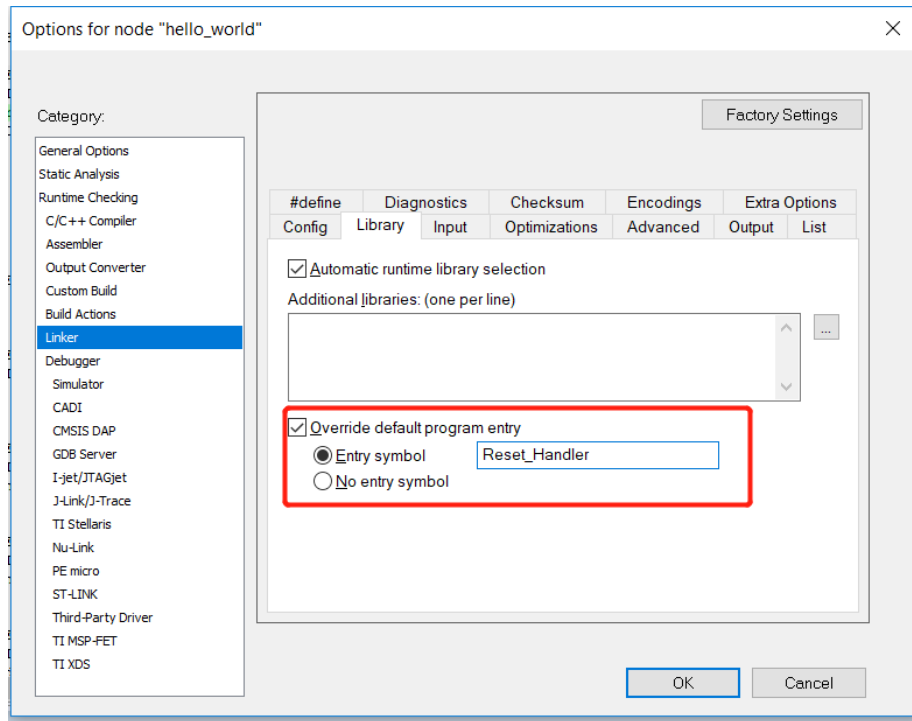 Options for node "hello_world"
Category:
Factory Settings
General Options
Static Analysis
Runtime Checking
C/C++ Compiler
Assembler
Output Converter
Custom Build
Build Actions
Linker
Debugger
Simulator
CADI
CMSIS DAP
GDB Server
I-jet/JTAGjet
J-Link/J-Trace
TI Stellaris
Nu-Link
PE micro
ST-LINK
Third-Party Driver
TI MSP-FET
TI XDS
#define Diagnostics Checksum Encodings Extra Options
Config Library Input Optimizations Advanced Output List
Automatic runtime library selection
Additional libraries: (one per line)
...
Override default program entry
Entry symbol Reset_Handler
No entry symbol
OK Cancel